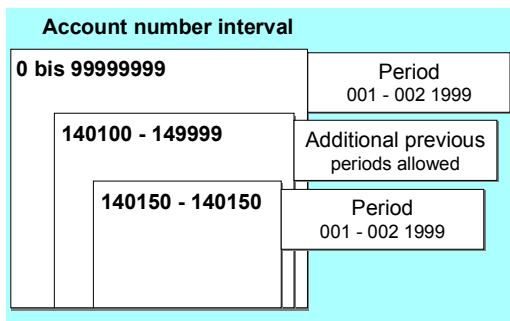 Account number interval
0 bis 99999999
Period
001 - 002 1999
140100 - 149999
Additional previous
periods allowed
140150 - 140150
Period
001 - 002 1999